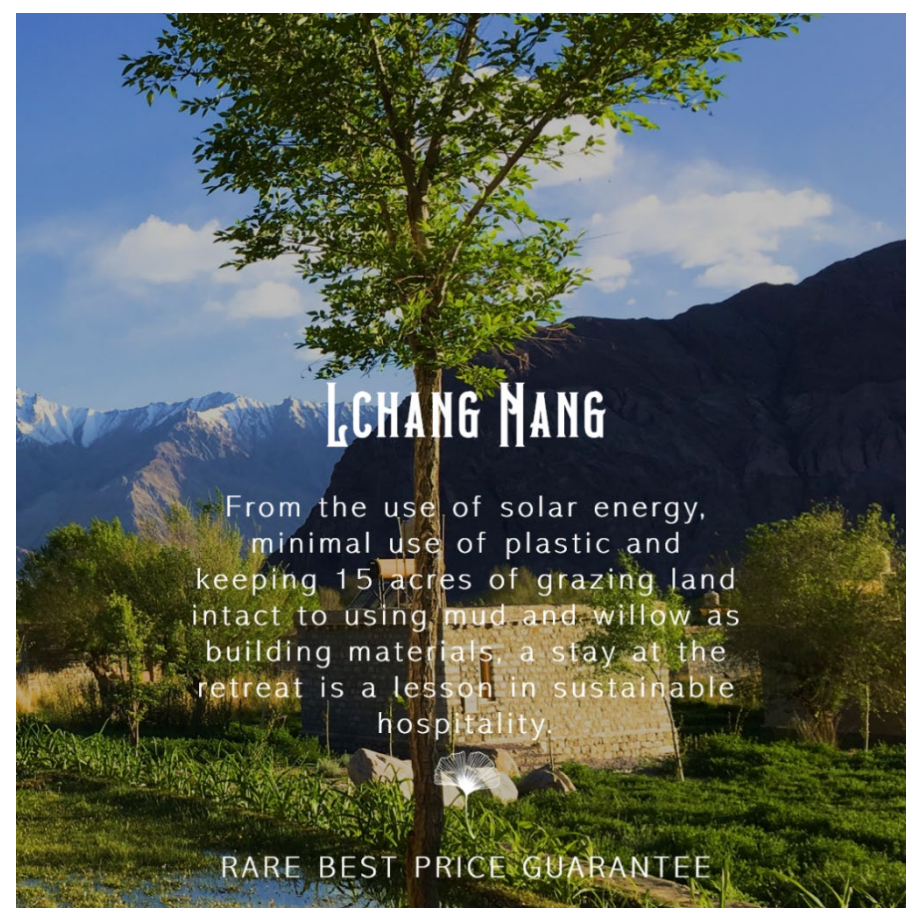 Lchang Nang
From the use of solar energy,
minimal use of plastic and
keeping 15 acres of grazing land
intact to using mud and willow as
building materials, a stay at the
retreat is a lesson in sustainable
hospitality.
RARE BEST PRICE GUARANTEE